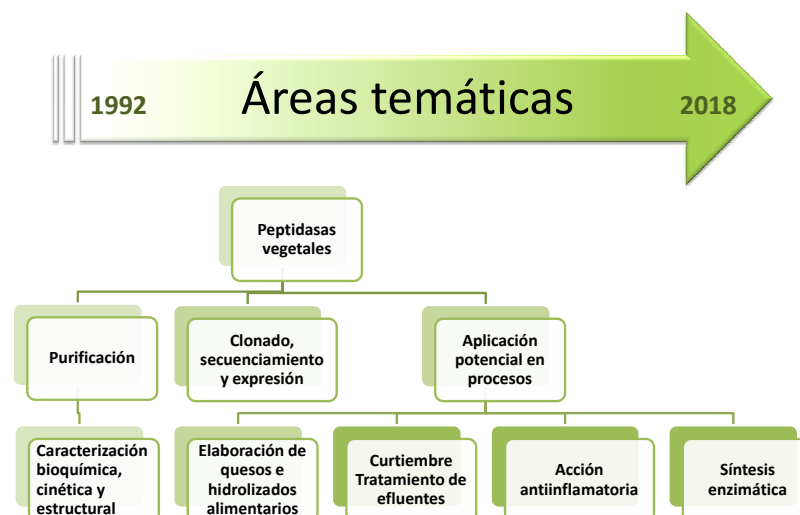 1992 Áreas temáticas 2018
Peptidasas
vegetales
Purificación
Clonado,
secuenciamiento
y expresión
Aplicación
potencial en
procesos
Caracterización
bioquímica,
cinética y
estructural
Elaboración de
quesos e
hidrolizados
alimentarios
Curtiembre
Tratamiento de
efluentes
Acción
antiinflamatoria
Síntesis
enzimática